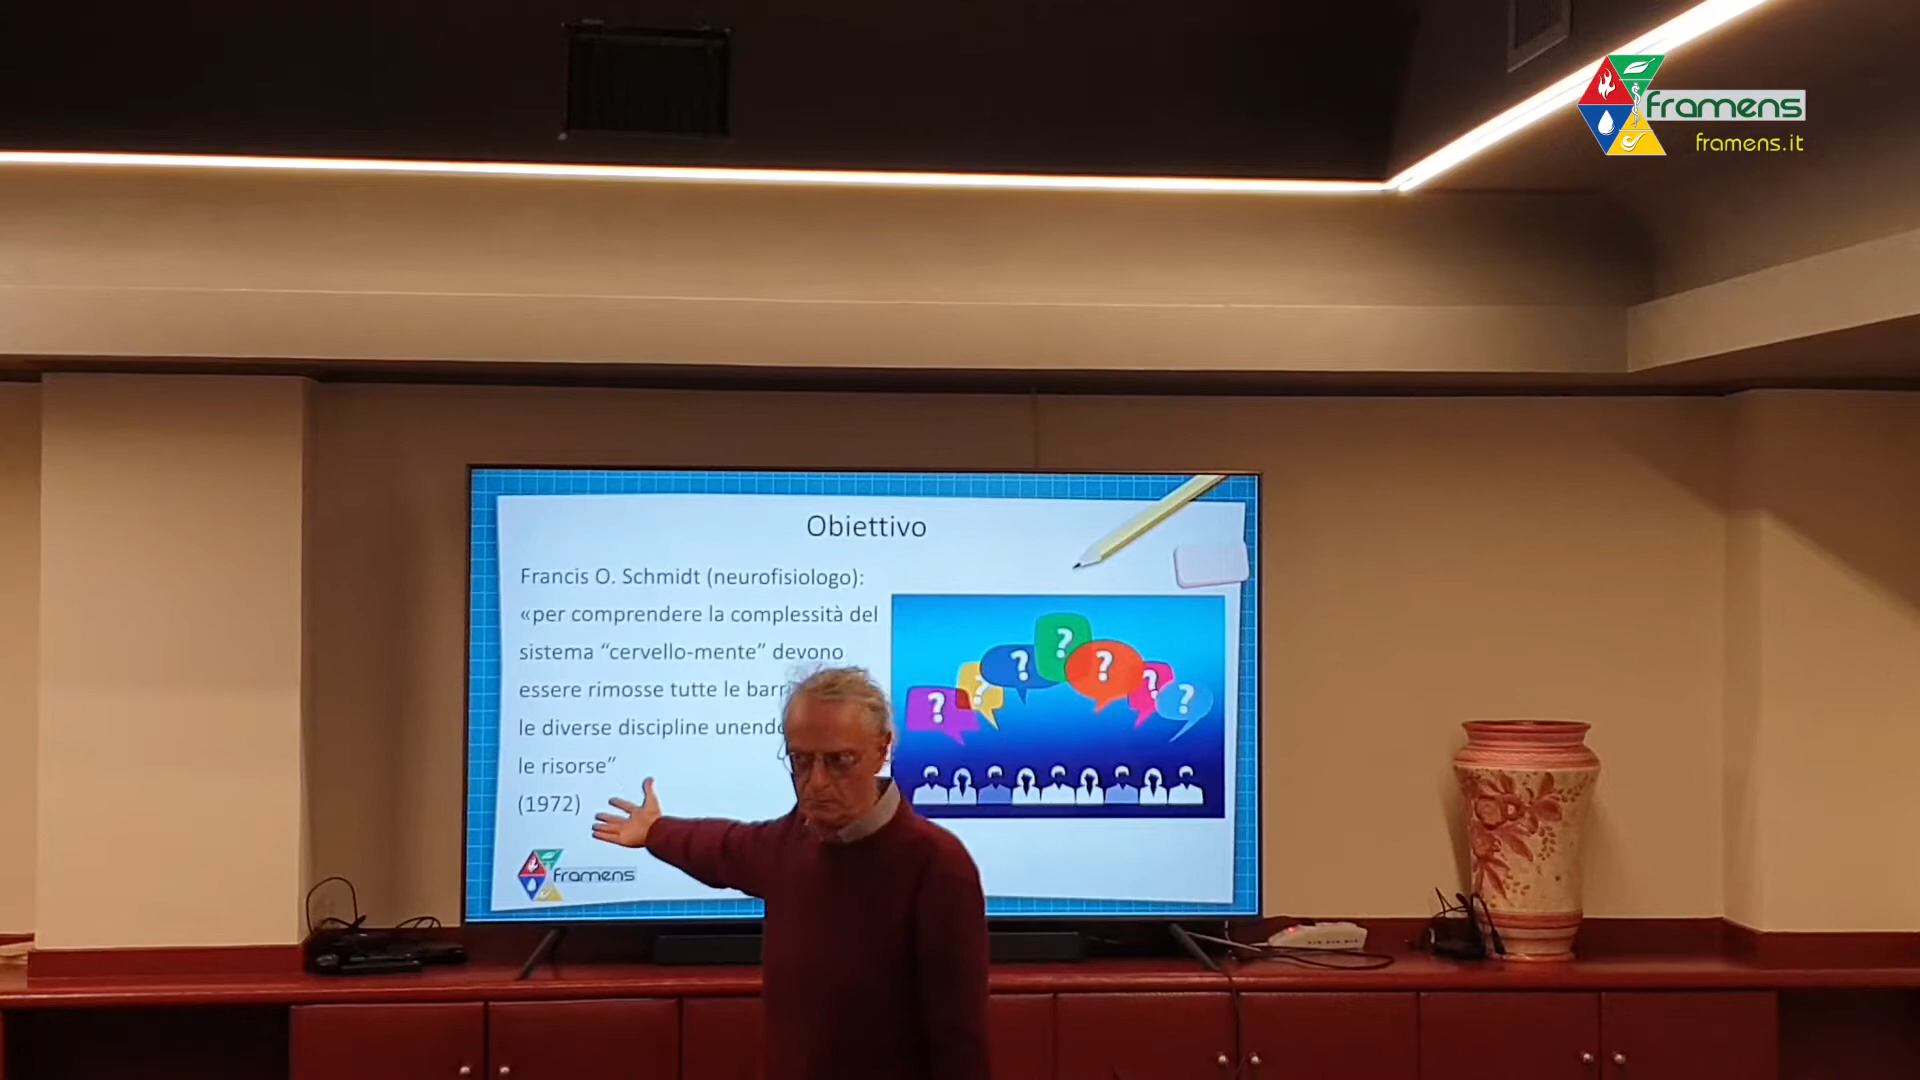 framens
framens.it
Obiettivo
Francis O. Schmidt (neurofisiologo):
«per comprendere la complessità del
sistema “cervello-mente” devono
essere rimosse tutte le
le diverse discipline
le risorse”
(1972)
? ? ? ? ? ? ?
framens